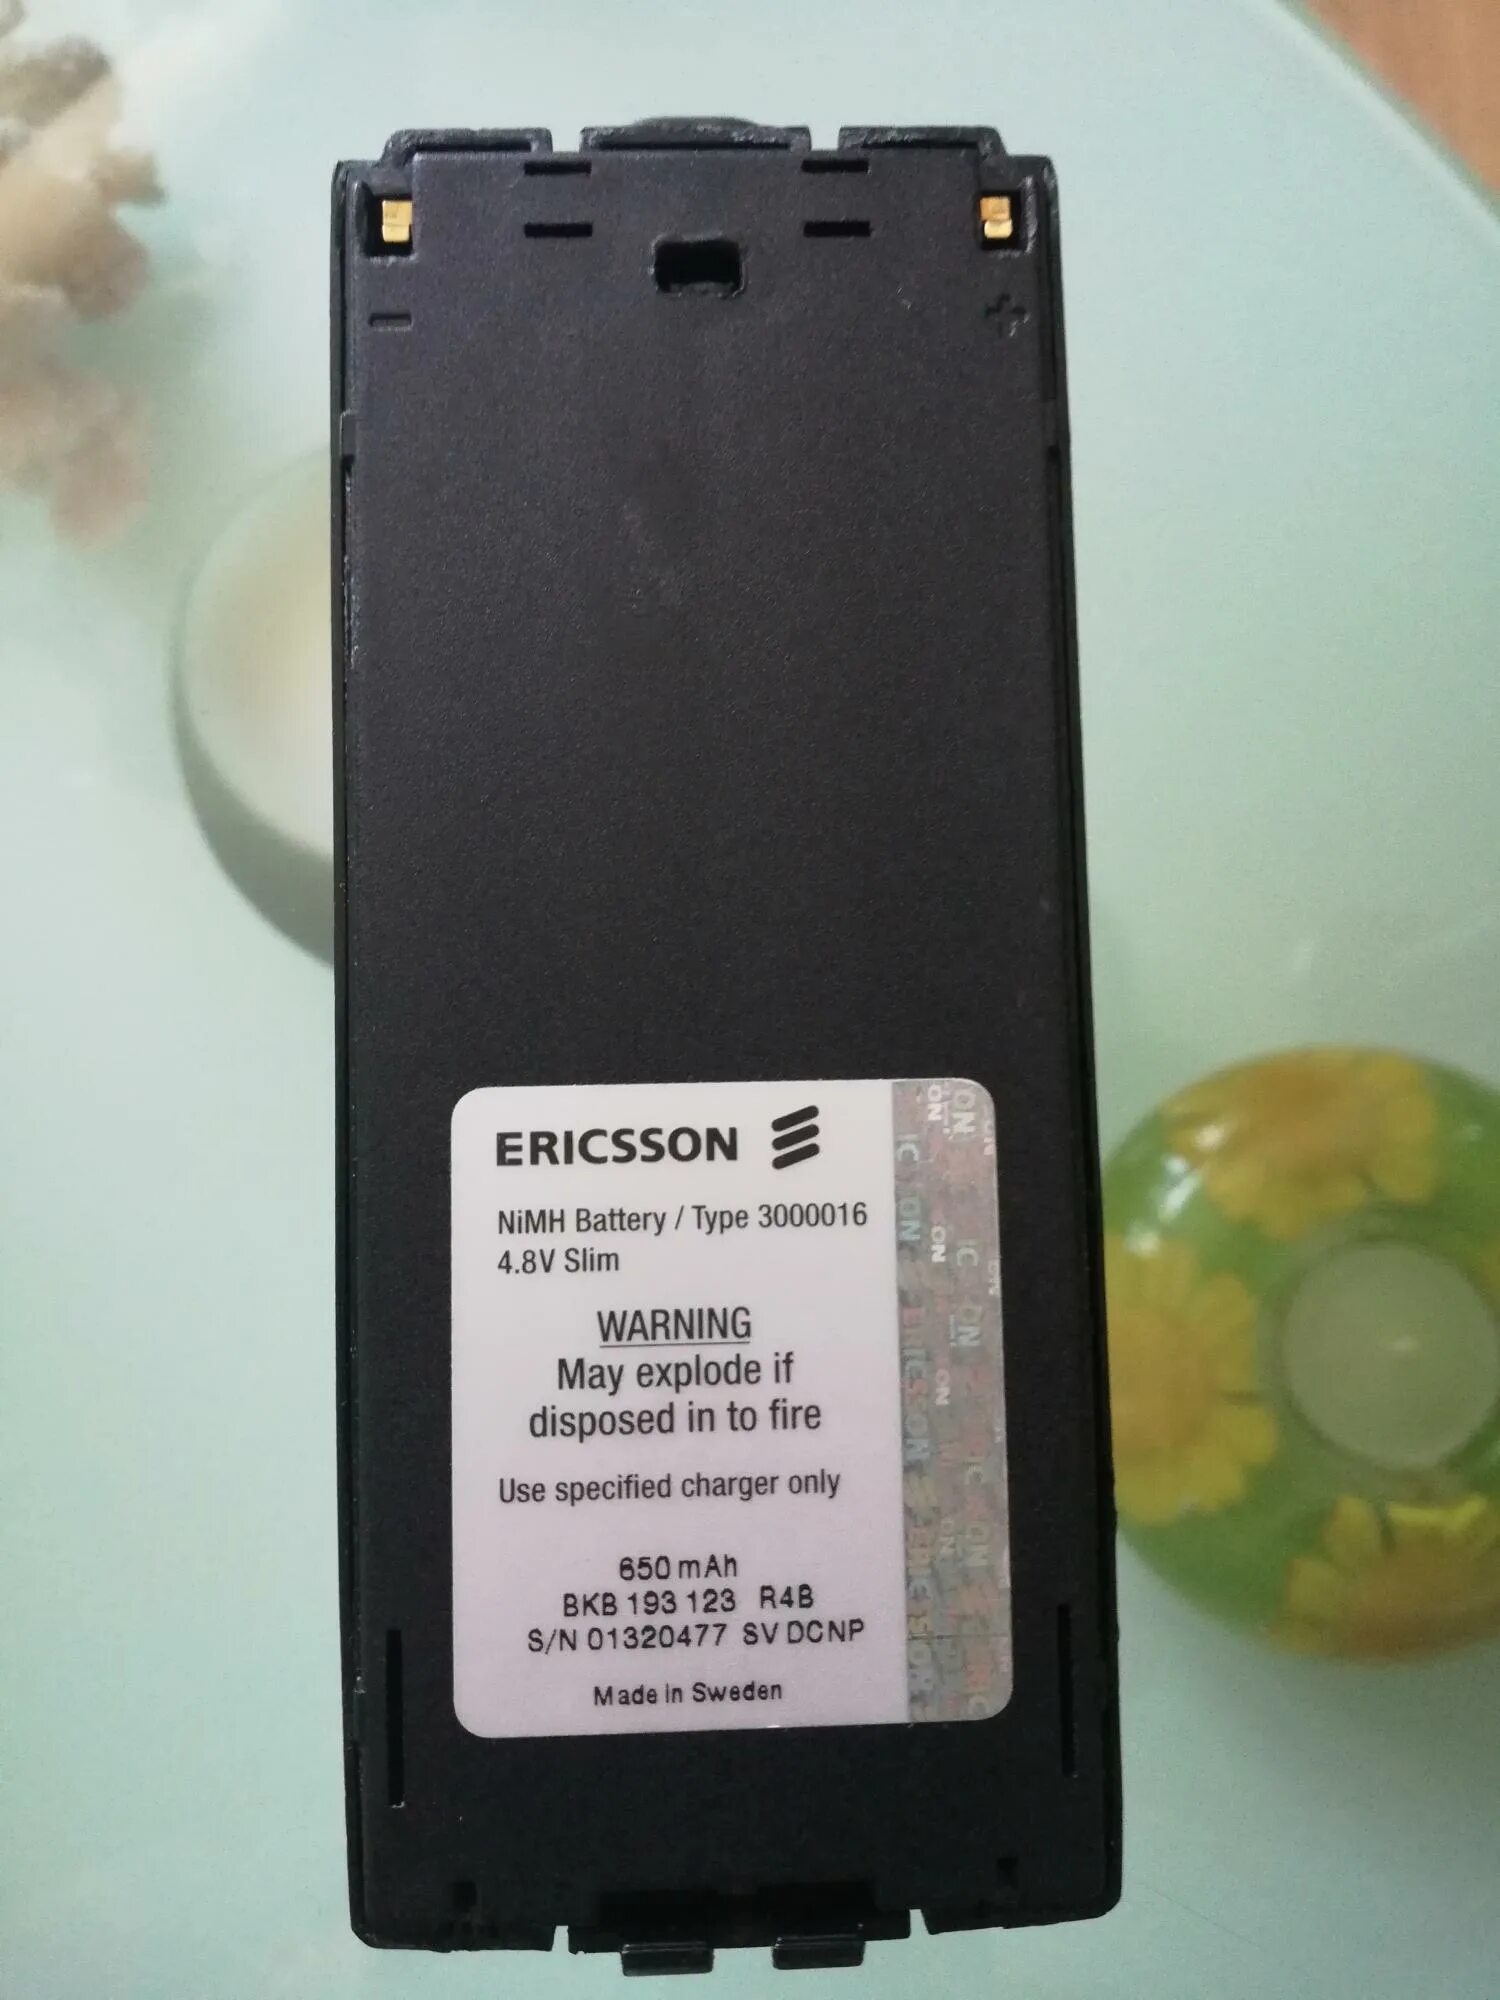 ERICSSON
NiMH Battery / Type 3000016
4.8V Slim
WARNING
May explode if
disposed in to fire
Use specified charger only
650 mAh
BKB 193 123 R4B
S/N 01320477 SV DCNP
Made in Sweden